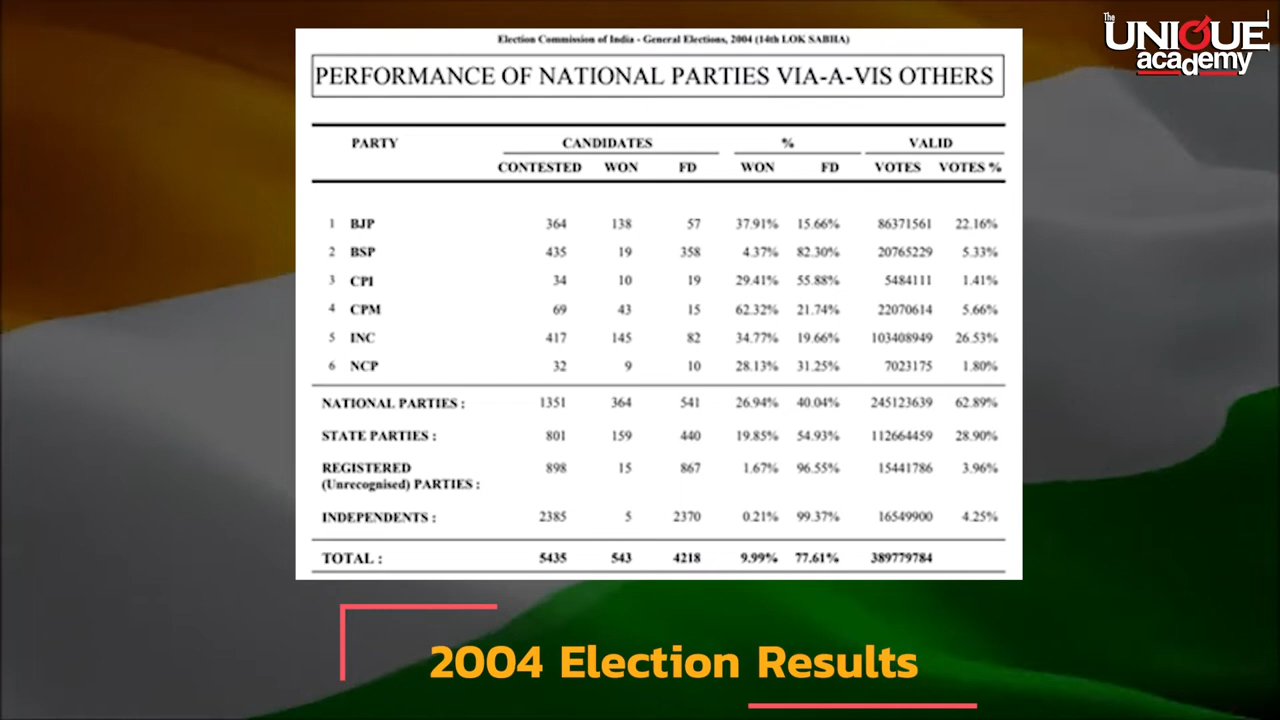 The
UNIQUE
academy
Election Commission of India - General Elections, 2004 (14th LOK SABHA)
PERFORMANCE OF NATIONAL PARTIES VIA-A-VIS OTHERS
PARTY CANDIDATES % VALID
CONTESTED WON FD WON FD VOTES VOTES %
1 BJP 364 138 57 37.91% 15.66% 86371561 22.16%
2 BSP 435 19 358 4.37% 82.30% 20765229 5.33%
3 CPI 34 10 19 29.41% 55.88% 5484111 1.41%
4 CPM 69 43 15 62.32% 21.74% 22070614 5.66%
5 INC 417 145 82 34.77% 19.66% 103408949 26.53%
6 NCP 32 9 10 28.13% 31.25% 7023175 1.80%
NATIONAL PARTIES : 1351 364 541 26.94% 40.04% 245123639 62.89%
STATE PARTIES : 801 159 440 19.85% 54.93% 112664459 28.90%
REGISTERED 898 15 867 1.67% 96.55% 15441786 3.96%
(Unrecognised) PARTIES :
INDEPENDENTS : 2385 5 2370 0.21% 99.37% 16549900 4.25%
TOTAL : 5435 543 4218 9.99% 77.61% 389779784
2004 Election Results